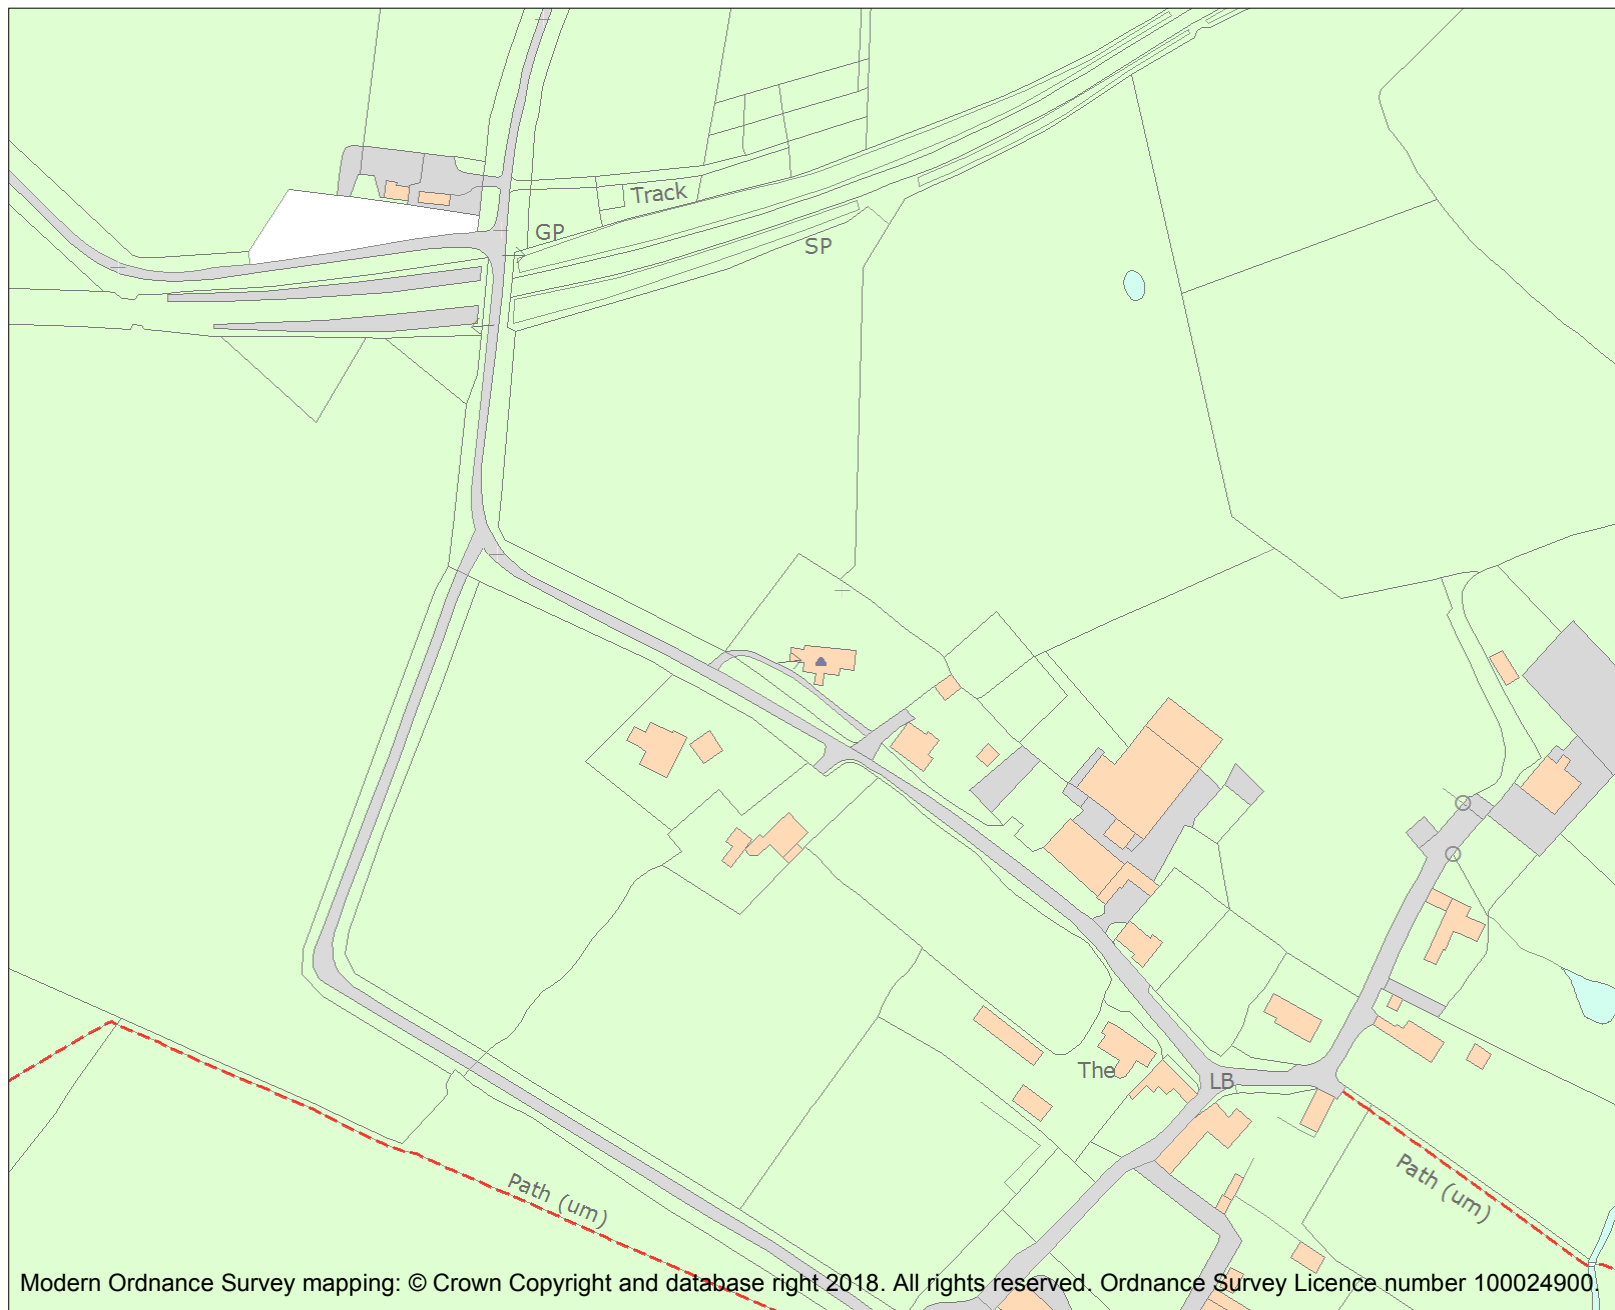 Track
GP
SP
The
LB
Path (um)
Path (um)
Modern Ordnance Survey mapping: © Crown Copyright and database right 2018. All rights reserved. Ordnance Survey Licence number 100024900.